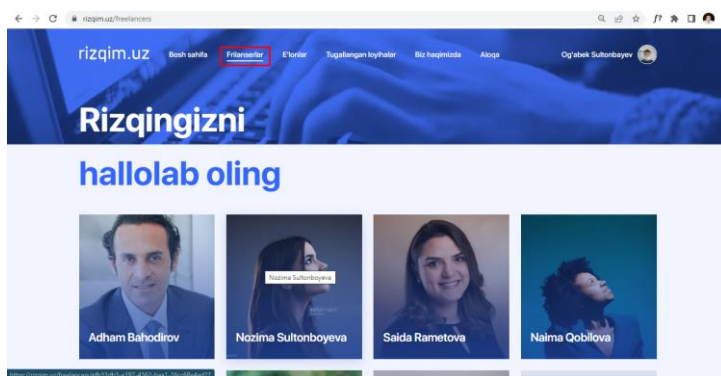 rizqim.uz/freelancers
rizqim.uz
Bosh sahifa
Frilanserlar
E'lonlar
Tugallangan loyihalar
Biz haqimizda
Aloqa
Og'abek Sultonbayev
Rizqingizni
hallolab oling
Nozima Sultonboyeva
Adham Bahodirov
Nozima Sultonboyeva
Saida Rametova
Naima Qobilova